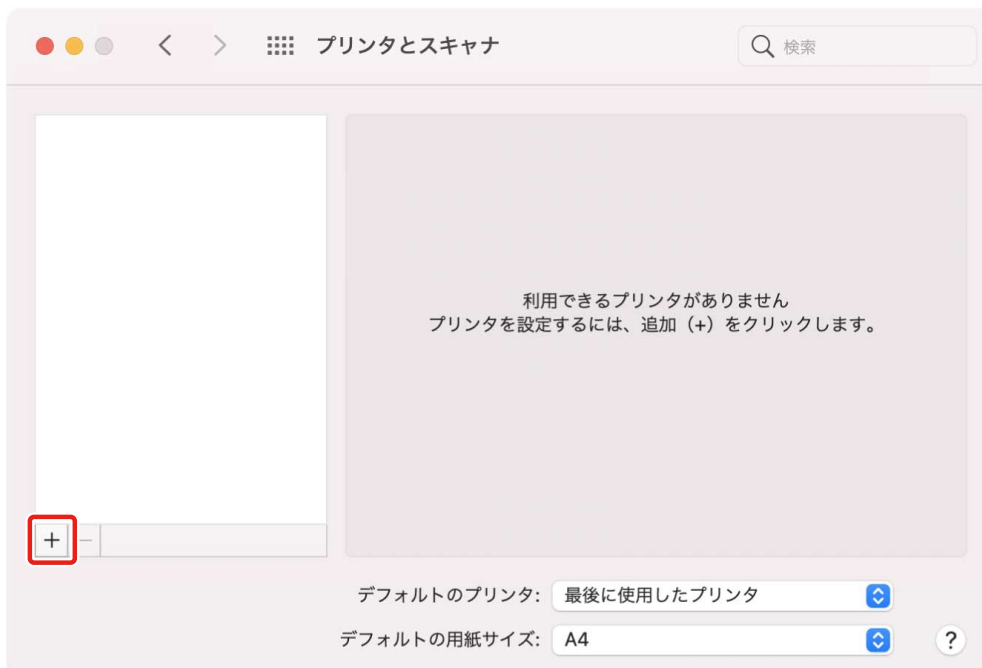 プリンタとスキャナ
検索
利用できるプリンタがありません
プリンタを設定するには、追加（+）をクリックします。
+ −
デフォルトのプリンタ: 最後に使用したプリンタ
デフォルトの用紙サイズ: A4
?